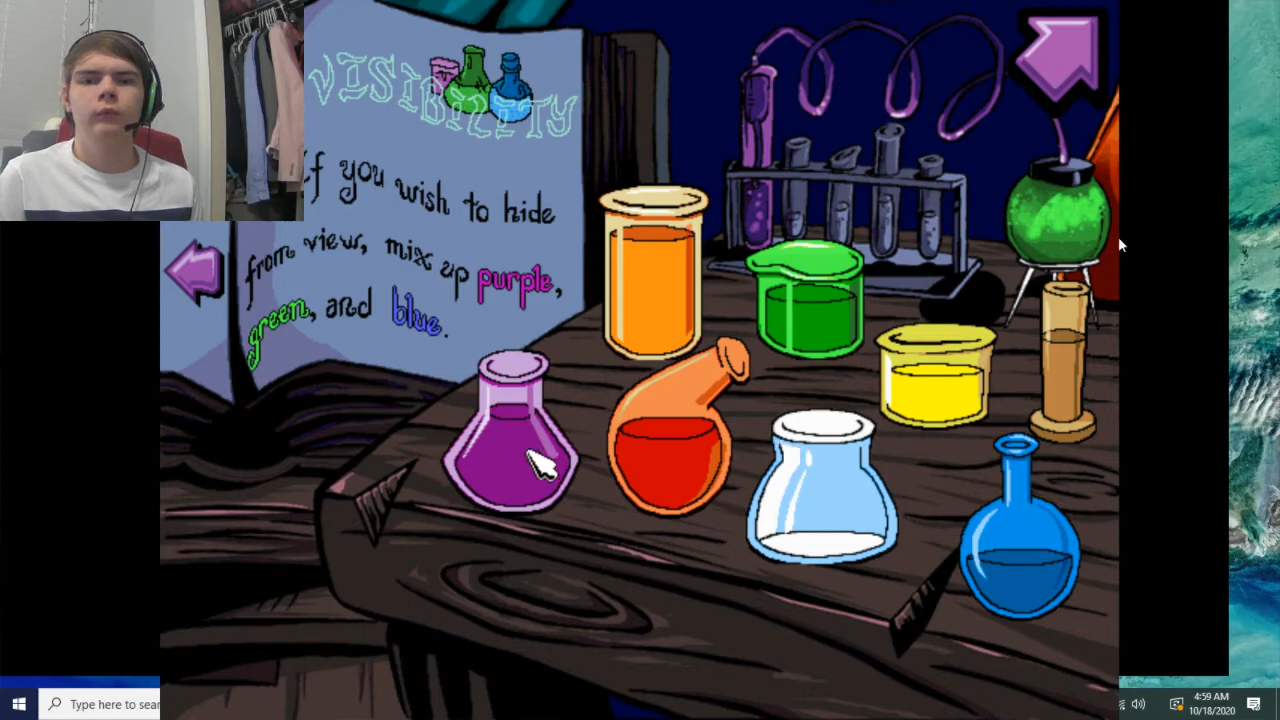 VISIBILITY
If you wish to hide
from view, mix up purple,
green, and blue.
Type here to sear
4:59 AM
10/18/2020